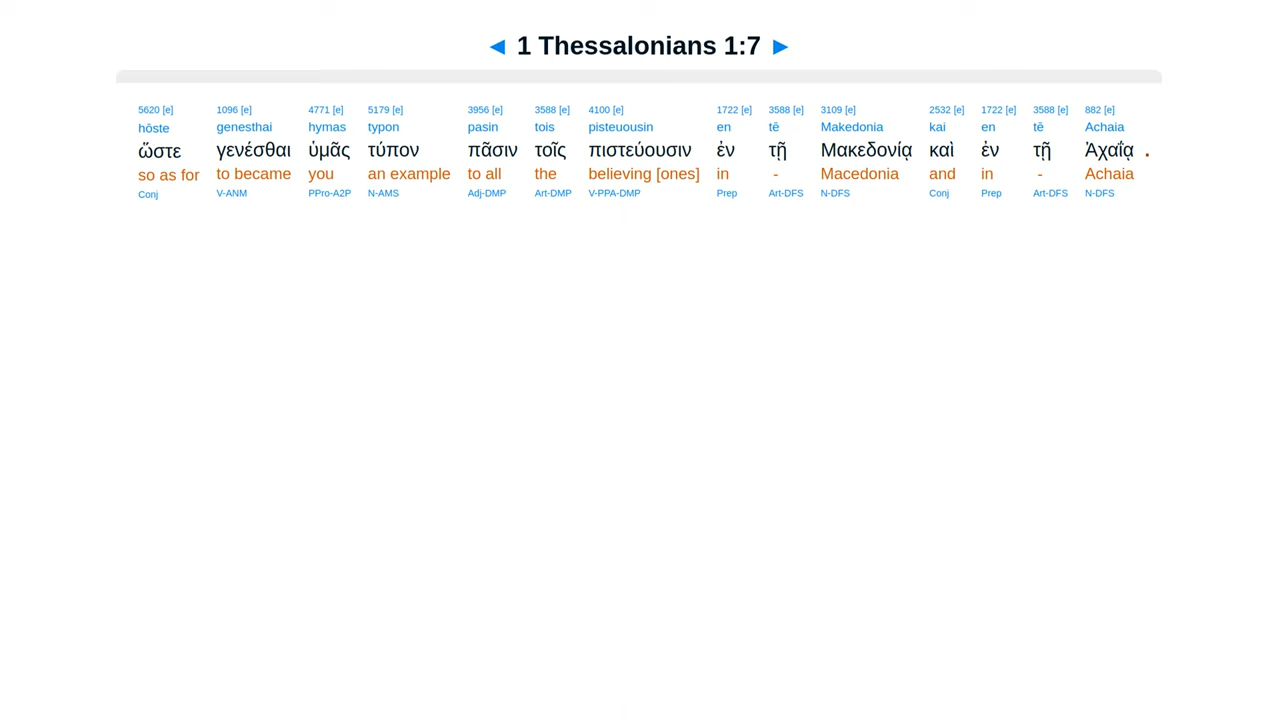 ◄ 1 Thessalonians 1:7 ►
5620 [e] 1096 [e] 4771 [e] 5179 [e] 3956 [e] 3588 [e] 4100 [e] 1722 [e] 3588 [e] 3109 [e] 2532 [e] 1722 [e] 3588 [e] 882 [e]
hōste genesthai hymas typon pasin tois pisteuousin en tē Makedonia kai en tē Achaia
ὥστε γενέσθαι ὑμᾶς τύπον πᾶσιν τοῖς πιστεύουσιν ἐν τῇ Μακεδονίᾳ καὶ ἐν τῇ Ἀχαΐᾳ .
so as for to became you an example to all the believing [ones] in - Macedonia and in - Achaia
Conj V-ANM PPro-A2P N-AMS Adj-DMP Art-DMP V-PPA-DMP Prep Art-DFS N-DFS Conj Prep Art-DFS N-DFS